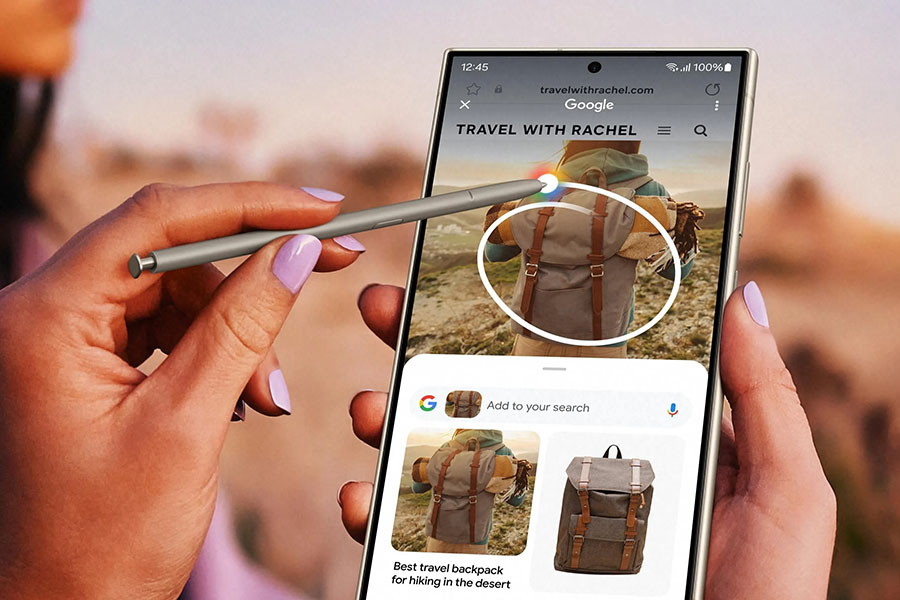 12:45
100%
travelwithrachel.com
Google
TRAVEL WITH RACHEL
Add to your search
Best travel backpack
for hiking in the desert